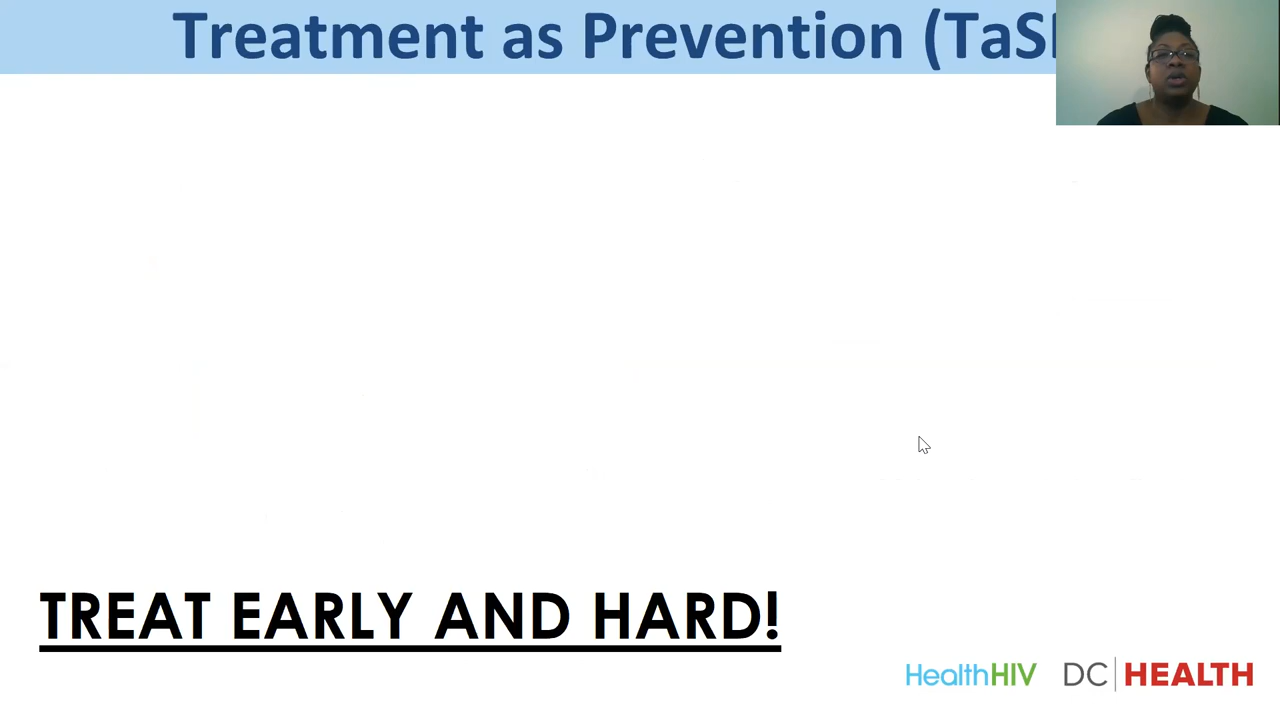 Treatment as Prevention (TaS
TREAT EARLY AND HARD!
HealthHIV DC HEALTH